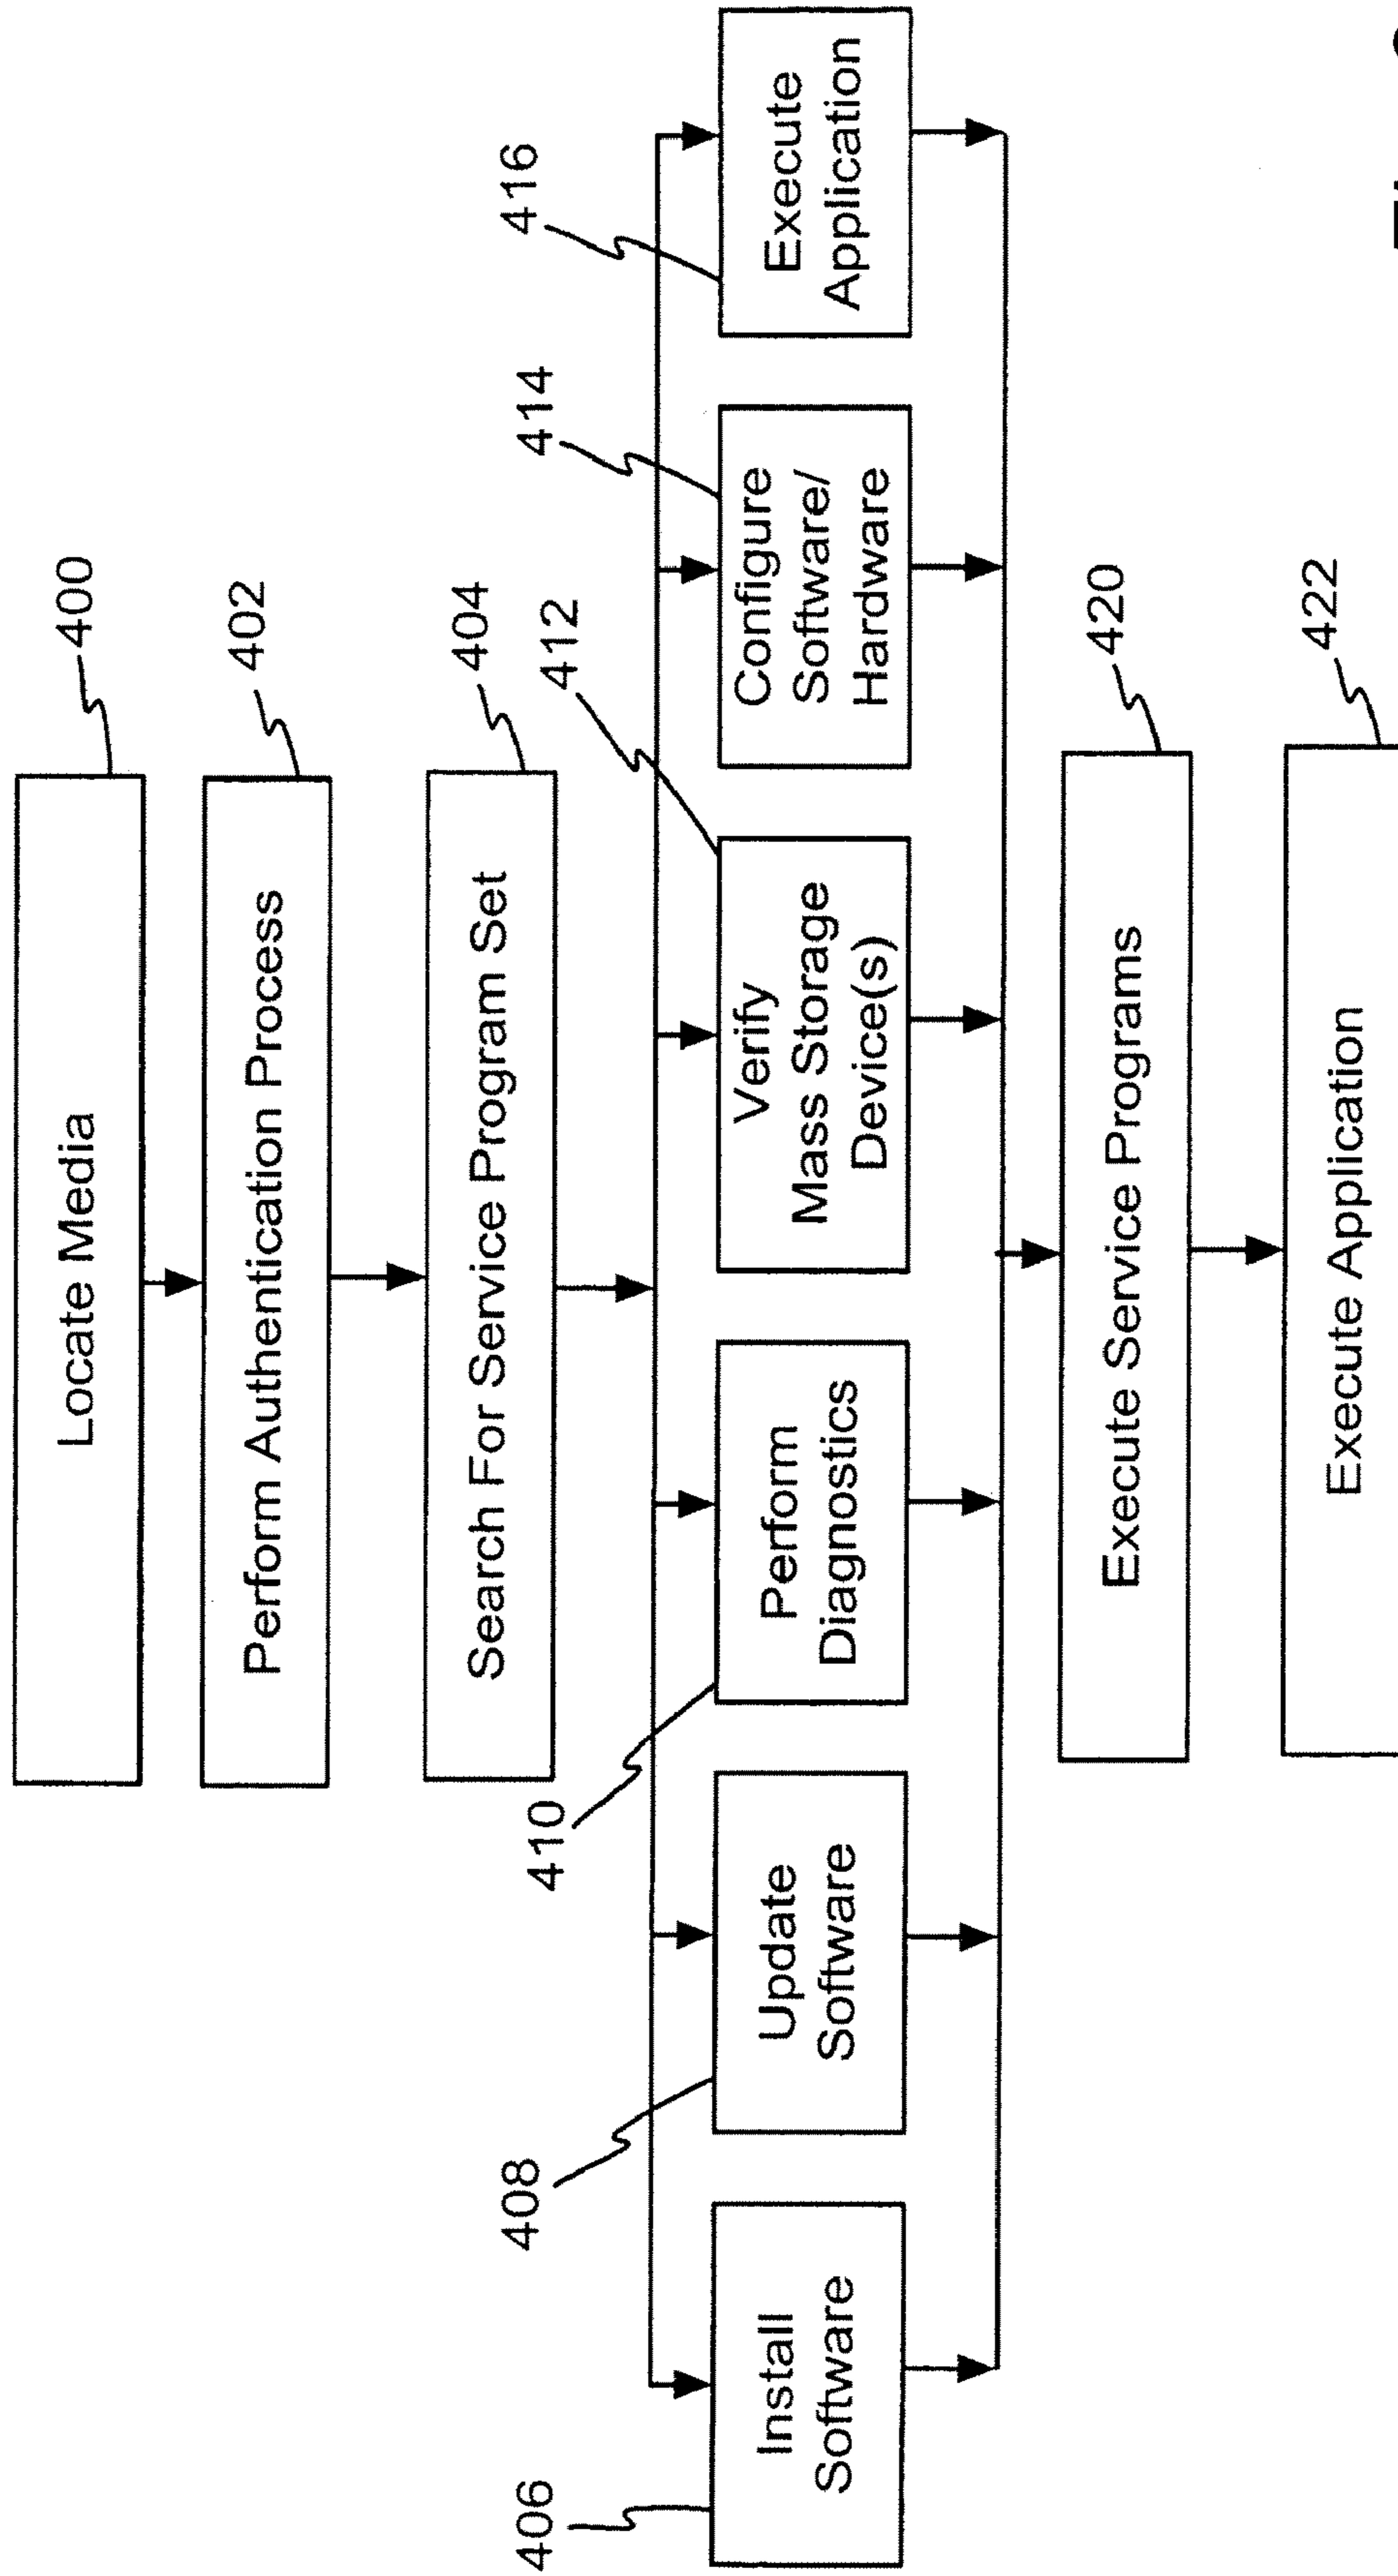 Locate Media
400
Perform Authentication Process
402
Search For Service Program Set
404
406
408
410
412
414
416
Install
Software
Update
Software
Perform
Diagnostics
Verify
Mass Storage
Device(s)
Configure
Software/
Hardware
Execute
Application
Execute Service Programs
420
Execute Application
422